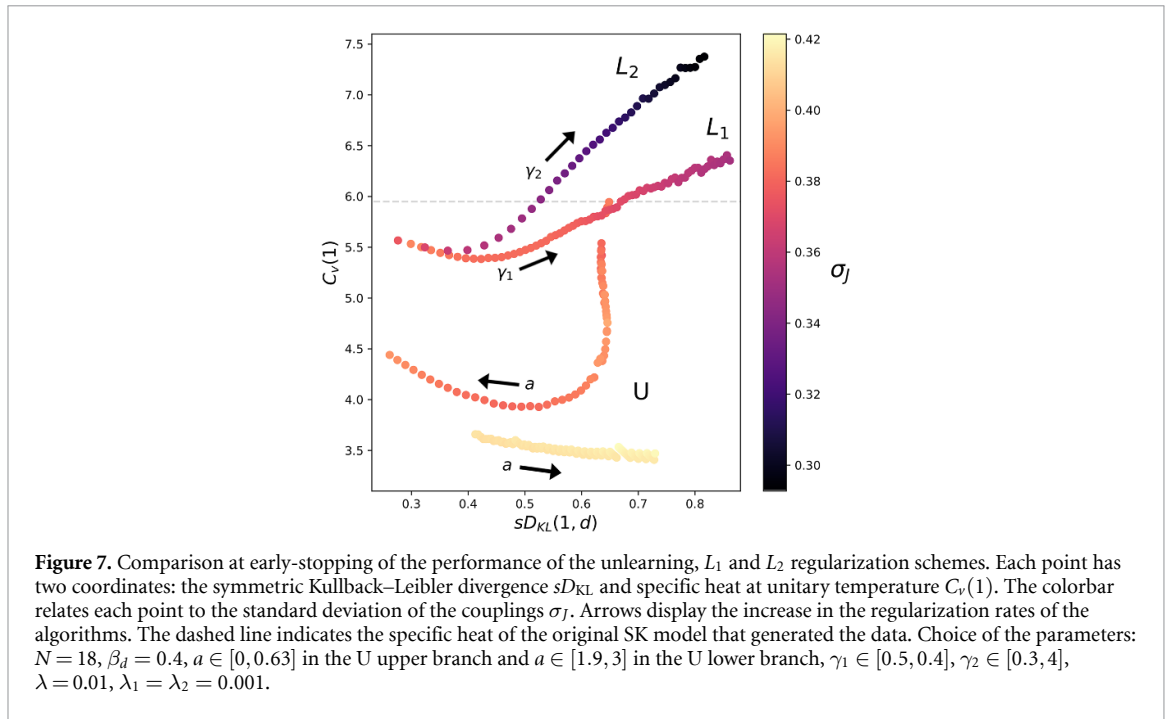 7.5
7.0
6.5
6.0
5.5
5.0
4.5
4.0
3.5
C_v(1)
0.3 0.4 0.5 0.6 0.7 0.8
sD_KL(1, d)
L_2
L_1
γ_2
γ_1
a
U
a
0.42
0.40
0.38
0.36
0.34
0.32
0.30
σ_J
Figure 7. Comparison at early-stopping of the performance of the unlearning, L_1 and L_2 regularization schemes. Each point has
two coordinates: the symmetric Kullback–Leibler divergence sD_KL and specific heat at unitary temperature C_v(1). The colorbar
relates each point to the standard deviation of the couplings σ_J. Arrows display the increase in the regularization rates of the
algorithms. The dashed line indicates the specific heat of the original SK model that generated the data. Choice of the parameters:
N = 18, β_d = 0.4, a ∈ [0, 0.63] in the U upper branch and a ∈ [1.9, 3] in the U lower branch, γ_1 ∈ [0.5, 0.4], γ_2 ∈ [0.3, 4],
λ = 0.01, λ_1 = λ_2 = 0.001.